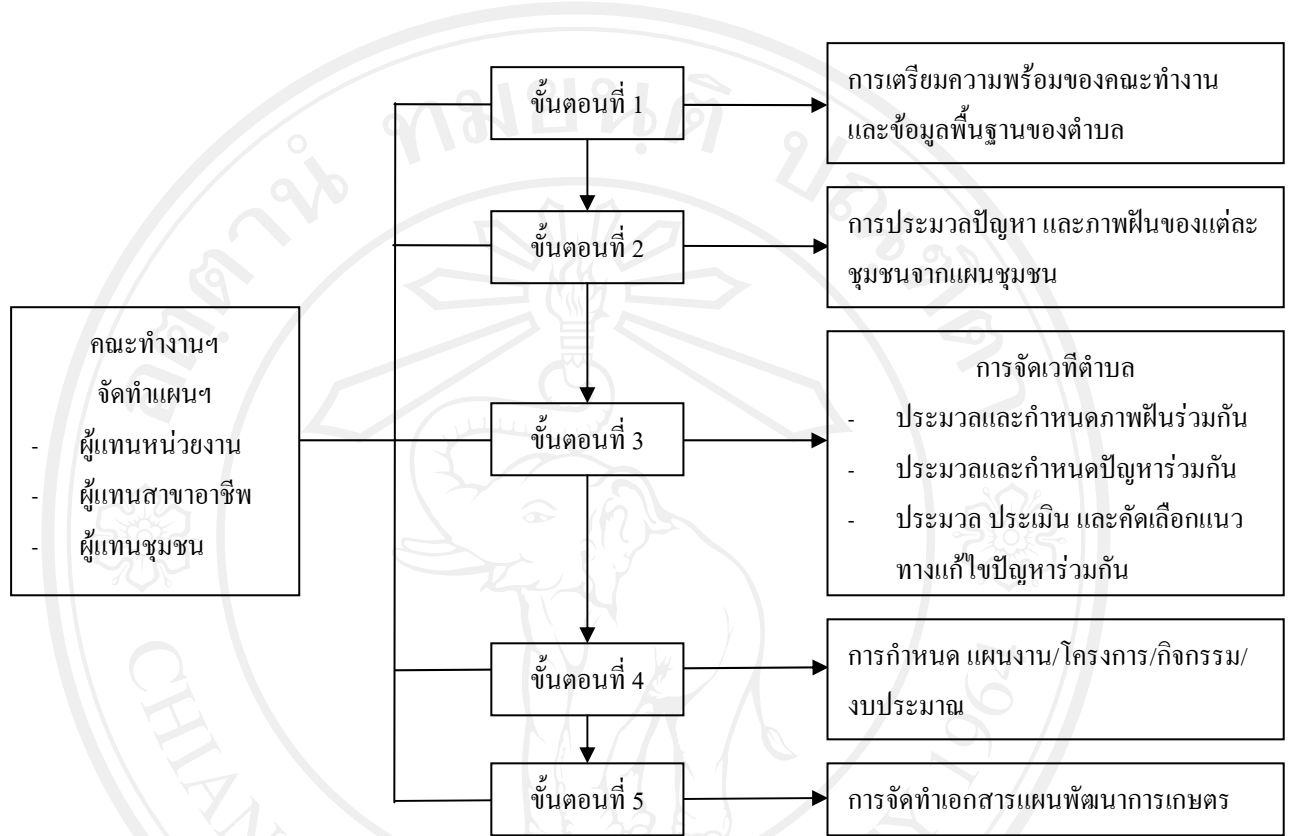 ขั้นตอนที่ 1
การเตรียมความพร้อมของคณะทำงาน
และข้อมูลพื้นฐานของตำบล
ขั้นตอนที่ 2
การประมวลปัญหา และภาพฝันของแต่ละ
ชุมชนจากแผนชุมชน
คณะทำงานฯ
จัดทำแผนฯ
- ผู้แทนหน่วยงาน
- ผู้แทนสาขาอาชีพ
- ผู้แทนชุมชน
ขั้นตอนที่ 3
การจัดเวทีตำบล
- ประมวลและกำหนดภาพฝันร่วมกัน
- ประมวลและกำหนดปัญหาร่วมกัน
- ประมวล ประเมิน และคัดเลือกแนว
ทางแก้ไขปัญหาร่วมกัน
ขั้นตอนที่ 4
การกำหนด แผนงาน/โครงการ/กิจกรรม/
งบประมาณ
ขั้นตอนที่ 5
การจัดทำเอกสารแผนพัฒนาการเกษตร
1964